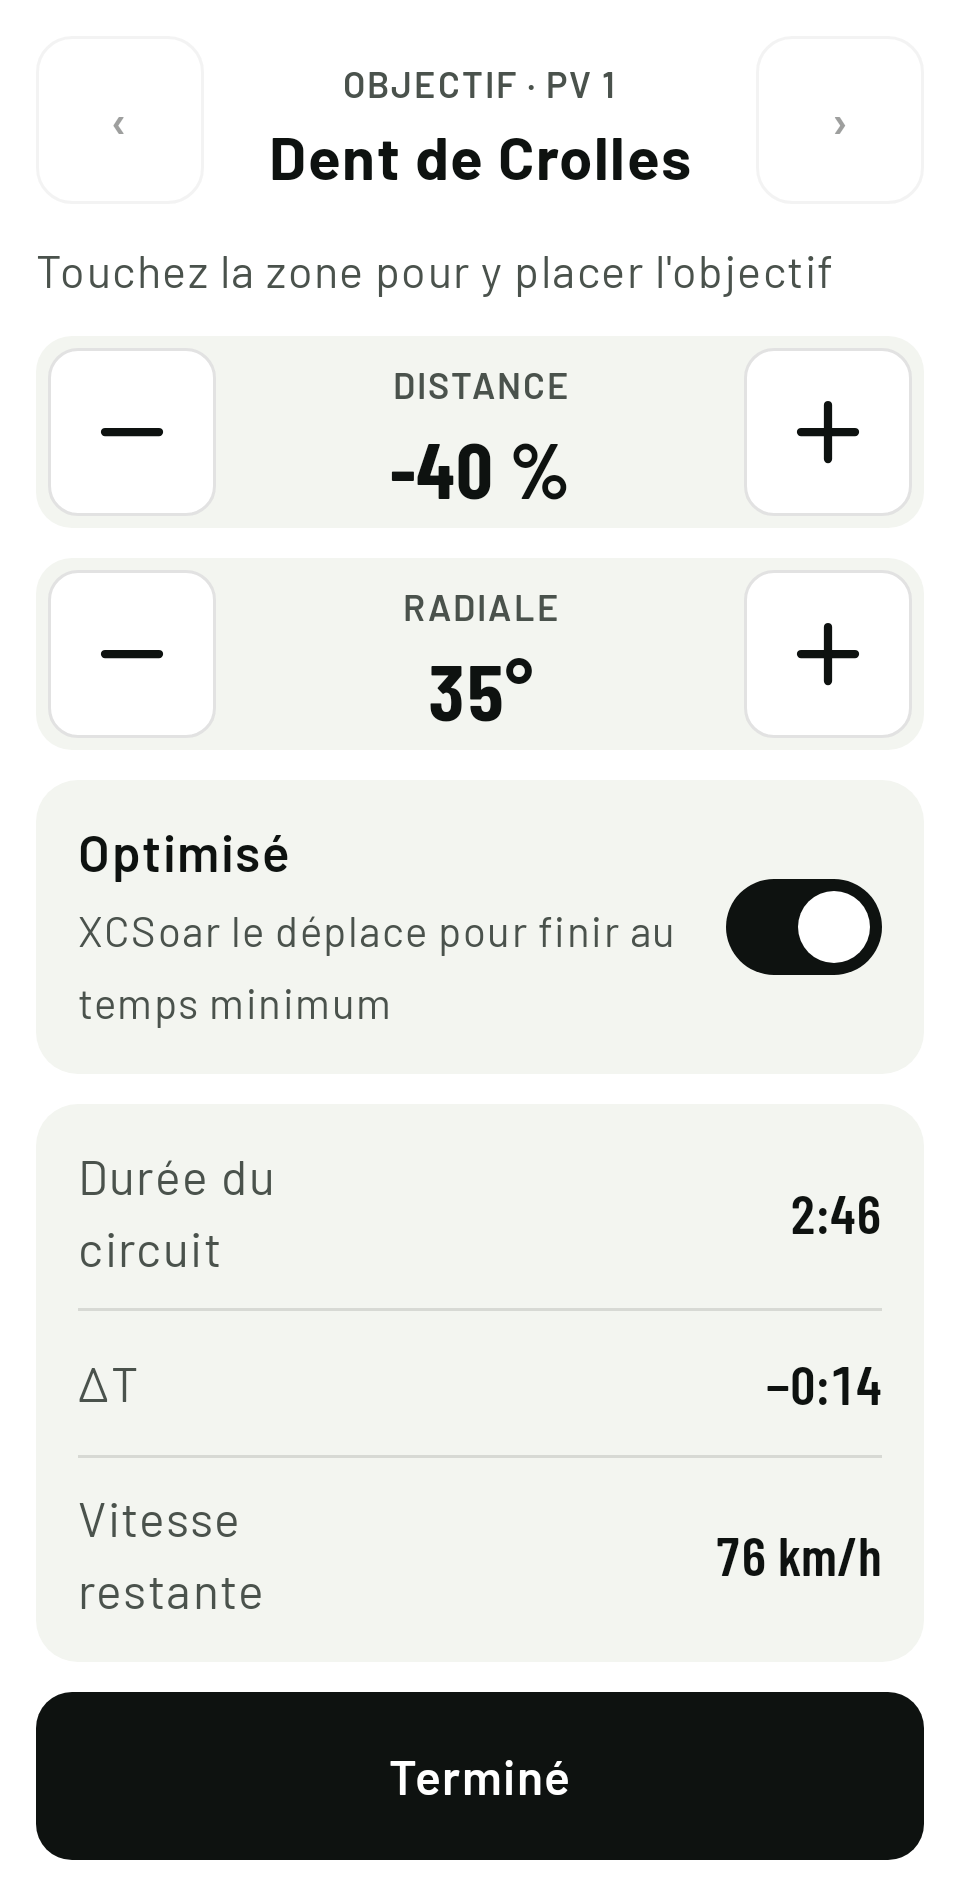 ‹
OBJECTIF · PV 1
Dent de Crolles
›
Touchez la zone pour y placer l'objectif
DISTANCE
-40 %
RADIALE
35°
Optimisé
XCSoar le déplace pour finir au
temps minimum
Durée du
circuit
2:46
ΔT
−0:14
Vitesse
restante
76 km/h
Terminé